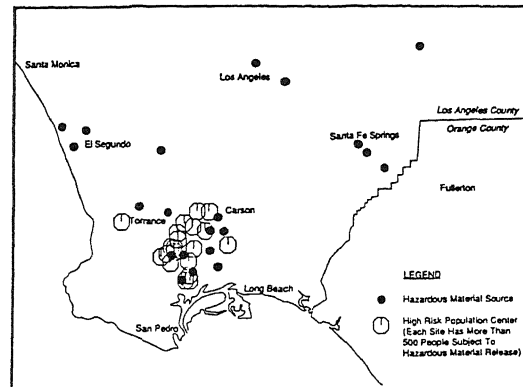 Santa Monica
Los Angeles
Los Angeles County
Orange County
El Segundo
Santa Fe Springs
Fullerton
Torrance
Carson
Long Beach
San Pedro
LEGEND
Hazardous Material Source
High Risk Population Center
(Each Site Has More Than
500 People Subject To
Hazardous Material Release)